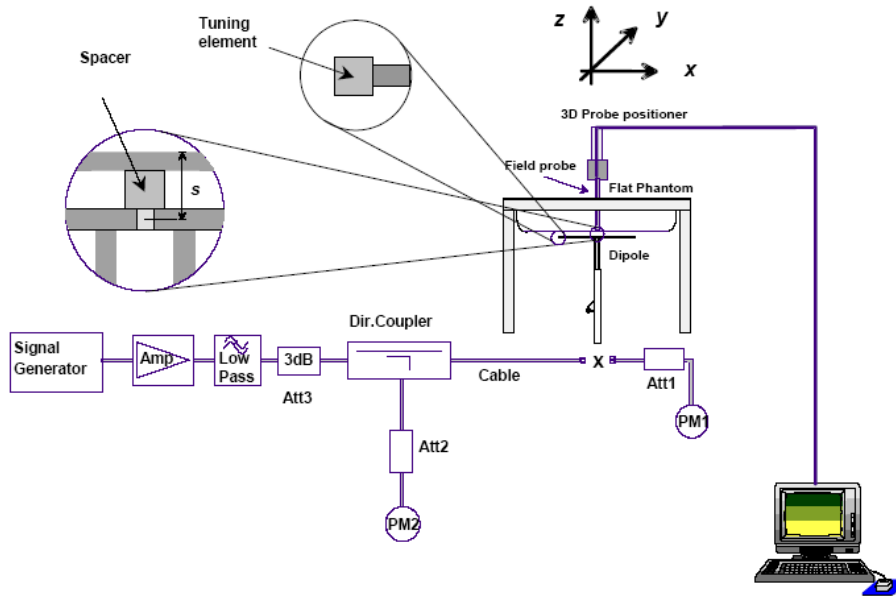 Tuning
element
Spacer
z
y
x
3D Probe positioner
s
Field probe
Flat Phantom
Dipole
Dir.Coupler
Signal
Generator
Amp
Low
Pass
3dB
Att3
Cable
X
Att1
PM1
Att2
PM2